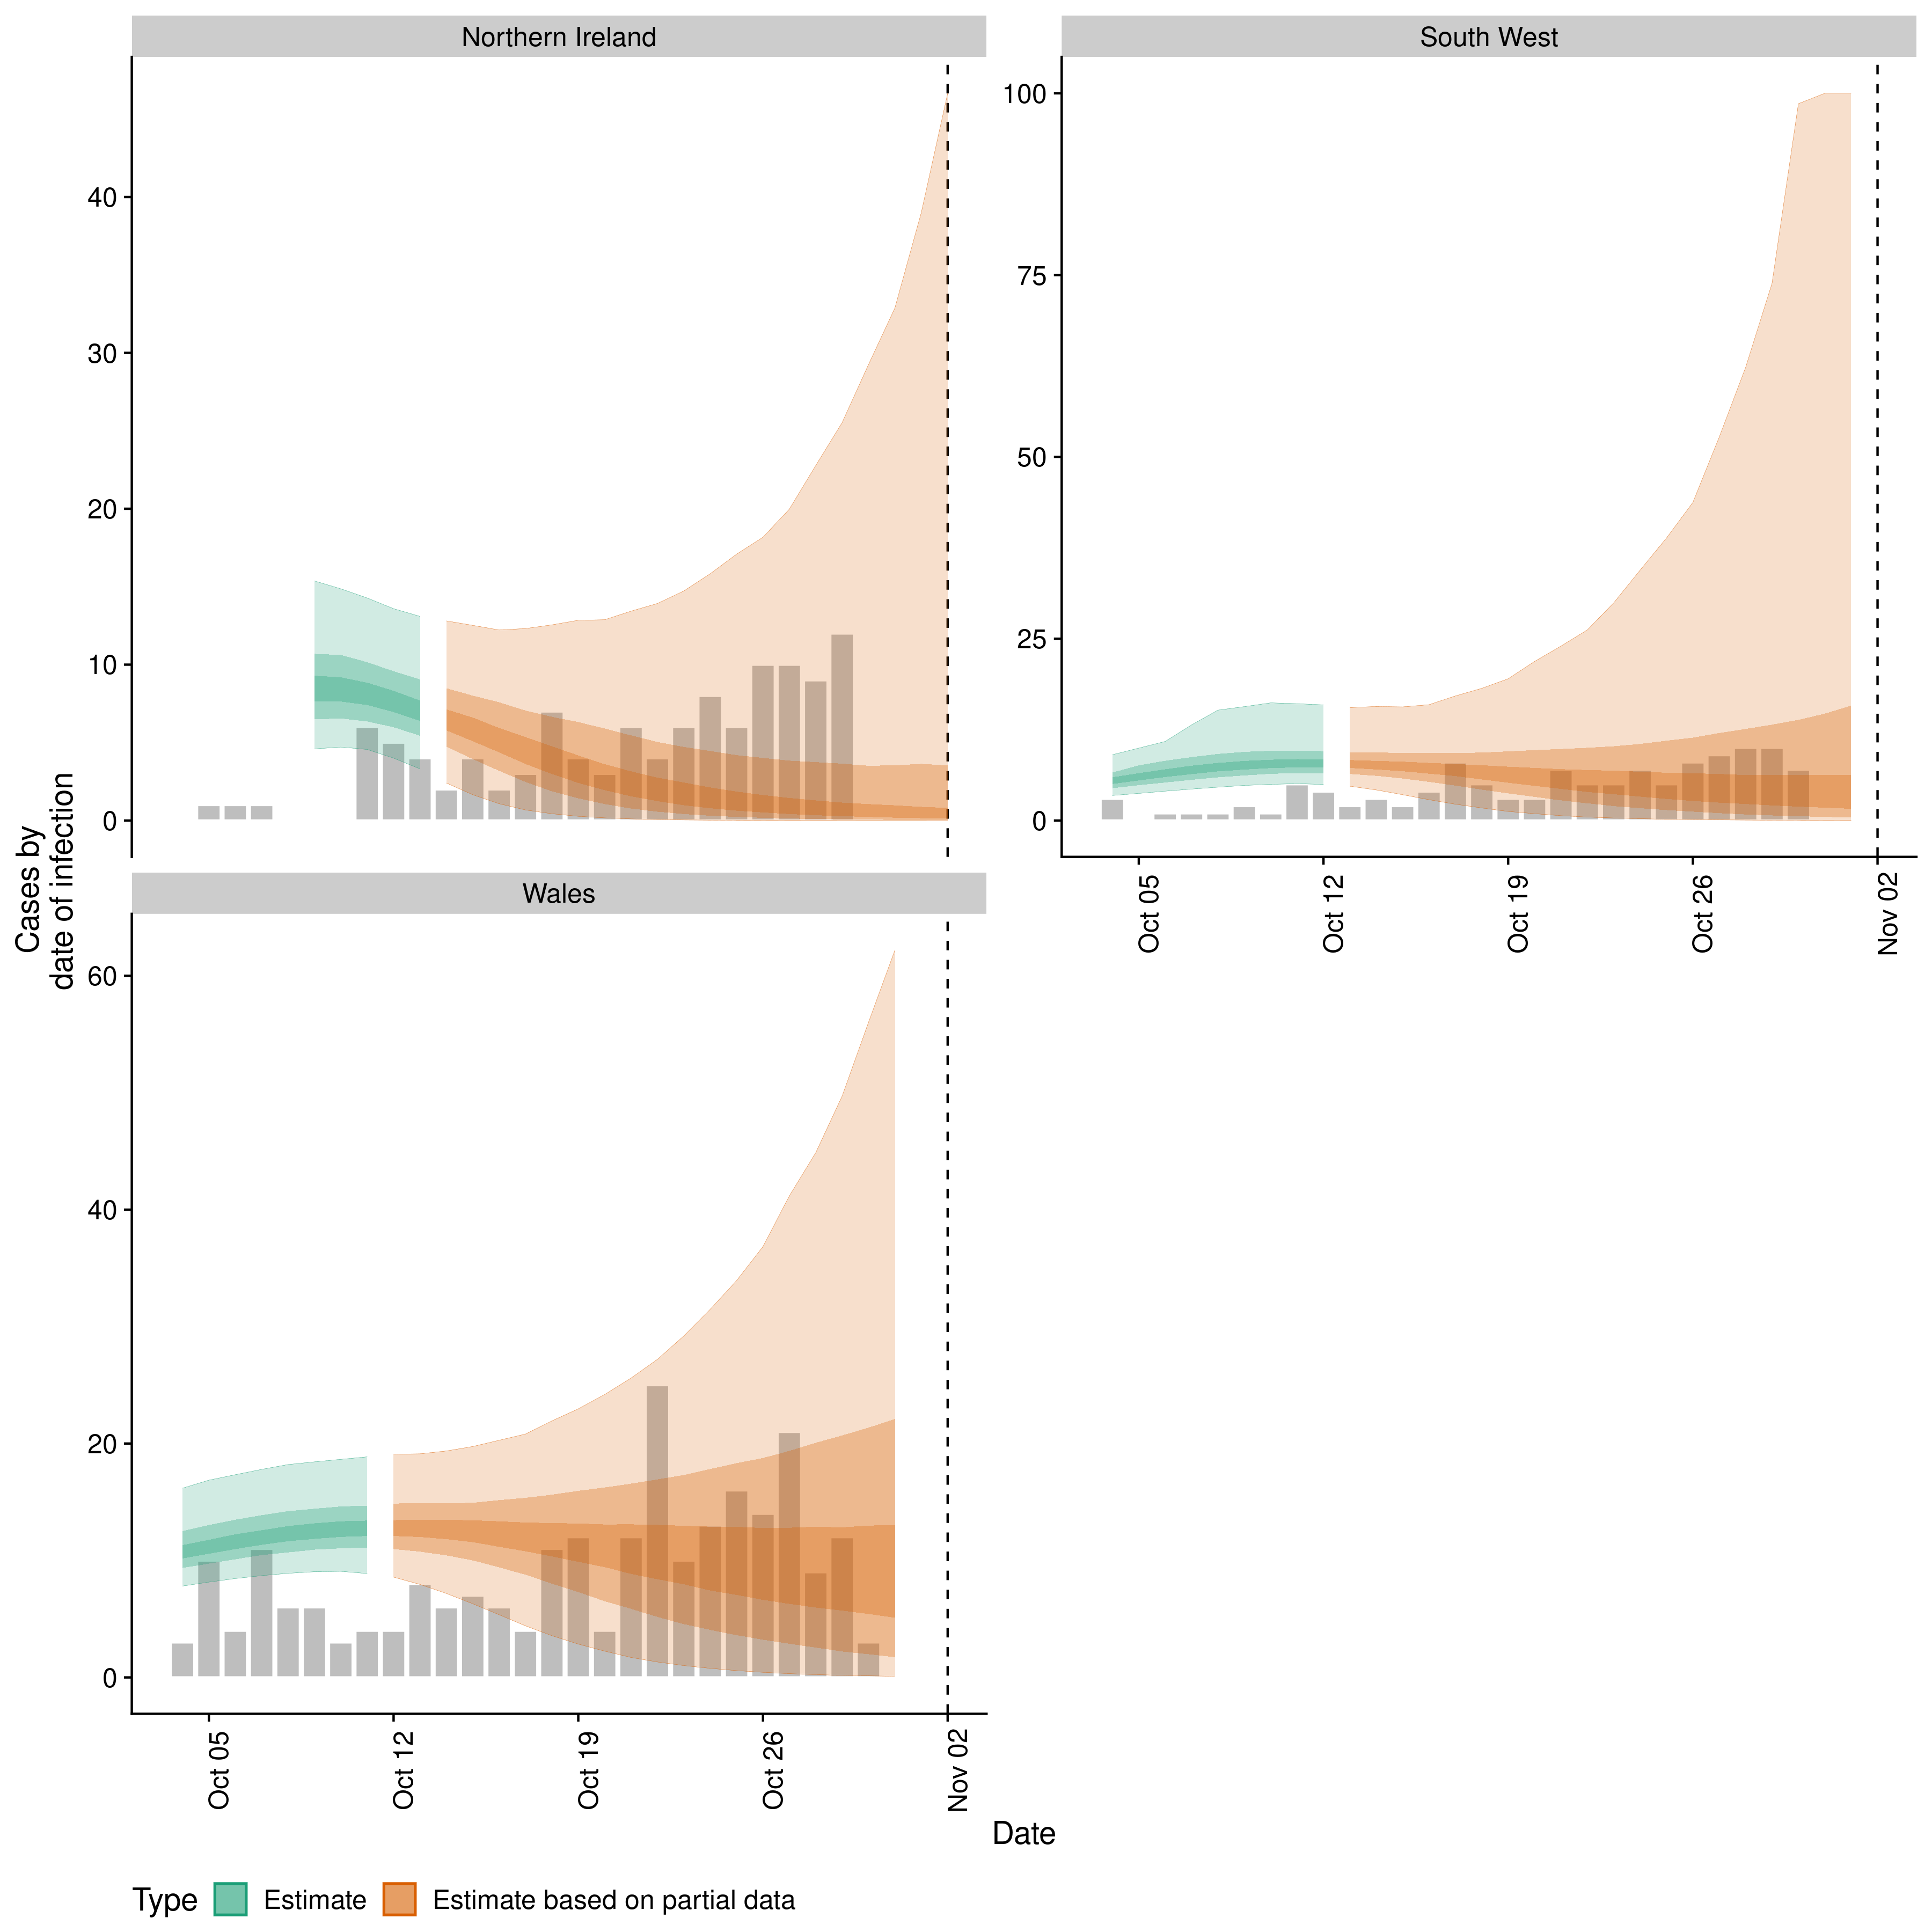 Northern Ireland
South West
40
30
20
10
0
100
75
50
25
0
Oct 05
Oct 12
Oct 19
Oct 26
Nov 02
Cases by
date of infection
Wales
60
40
20
0
Oct 05
Oct 12
Oct 19
Oct 26
Nov 02
Date
Type Estimate Estimate based on partial data